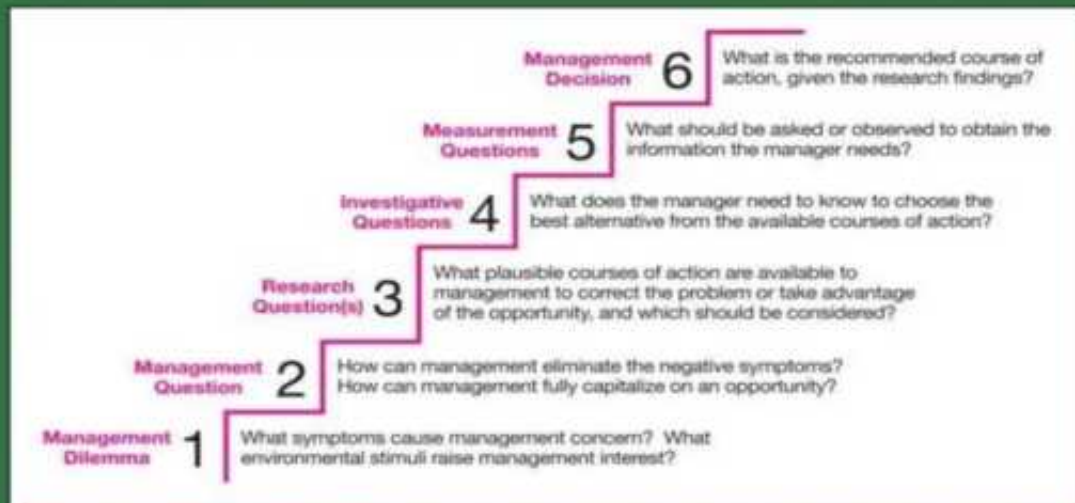 Management
Decision
6
What is the recommended course of
action, given the research findings?
Measurement
Questions
5
What should be asked or observed to obtain the
information the manager needs?
Investigative
Questions
4
What does the manager need to know to choose the
best alternative from the available courses of action?
Research
Question(s)
3
What plausible courses of action are available to
management to correct the problem or take advantage
of the opportunity, and which should be considered?
Management
Question
2
How can management eliminate the negative symptoms?
How can management fully capitalize on an opportunity?
Management
Dilemma
1
What symptoms cause management concern? What
environmental stimuli raise management interest?